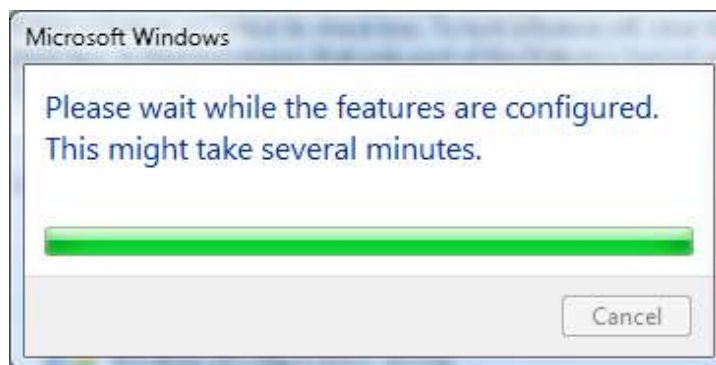 Microsoft Windows
Please wait while the features are configured.
This might take several minutes.
Cancel